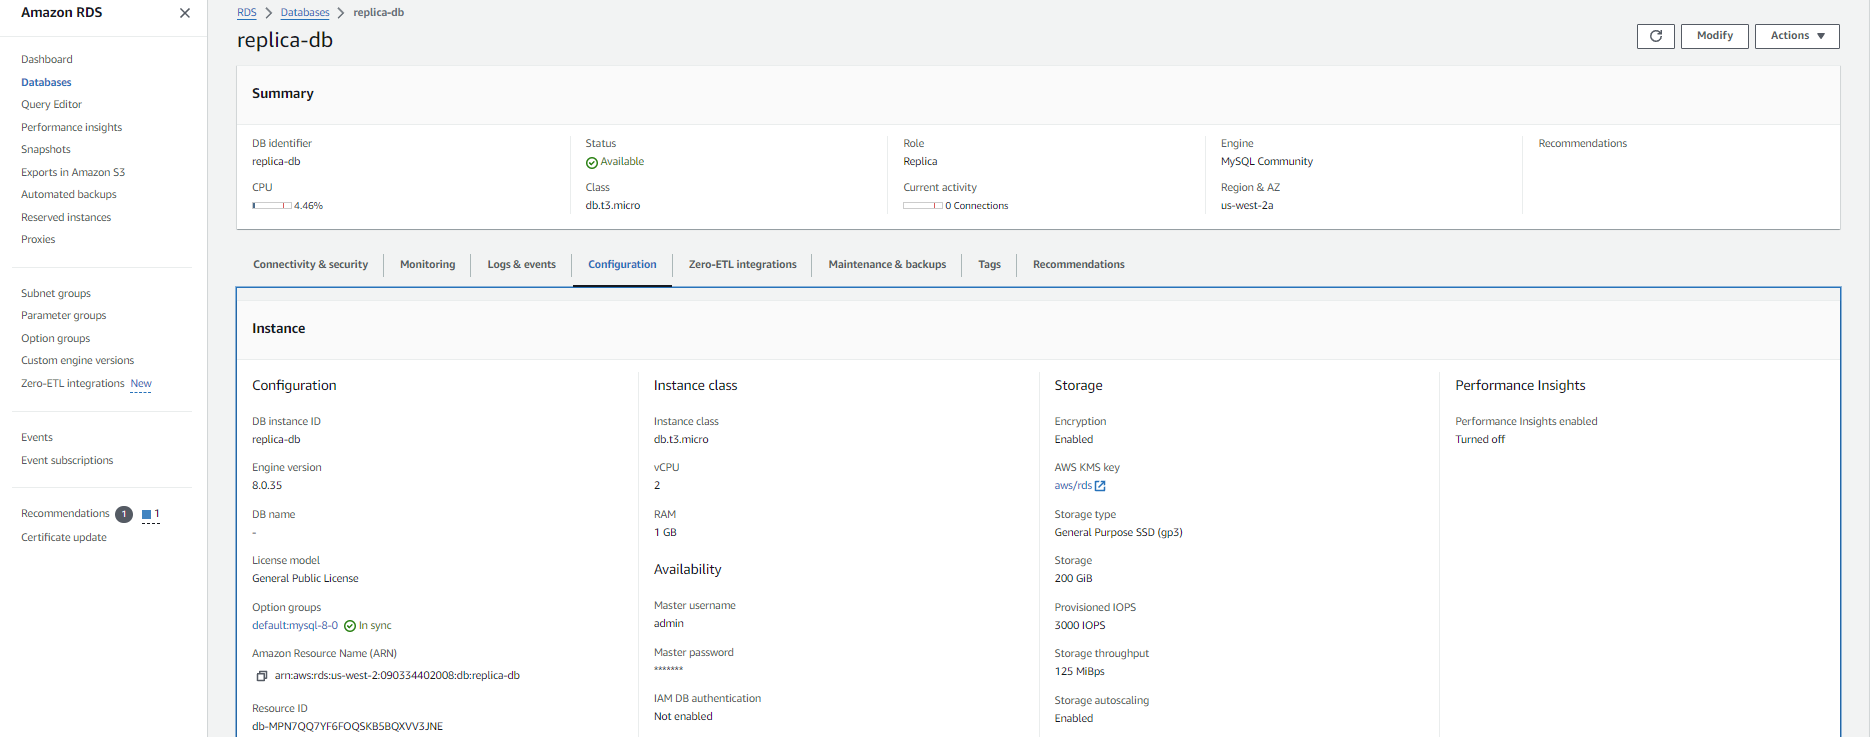 Amazon RDS
Dashboard
Databases
Query Editor
Performance insights
Snapshots
Exports in Amazon S3
Automated backups
Reserved instances
Proxies
Subnet groups
Parameter groups
Option groups
Custom engine versions
Zero-ETL integrations New
Events
Event subscriptions
Recommendations 1 1
Certificate update
RDS > Databases > replica-db
replica-db
Modify
Actions
Summary
DB identifier
replica-db
CPU
4.46%
Status
Available
Class
db.t3.micro
Role
Replica
Current activity
0 Connections
Engine
MySQL Community
Region & AZ
us-west-2a
Recommendations
Connectivity & security
Monitoring
Logs & events
Configuration
Zero-ETL integrations
Maintenance & backups
Tags
Recommendations
Instance
Configuration
DB instance ID
replica-db
Engine version
8.0.35
DB name
-
License model
General Public License
Option groups
default:mysql-8-0 In sync
Amazon Resource Name (ARN)
arn:aws:rds:us-west-2:090334402008:db:replica-db
Resource ID
db-MPN7QQ7YF6FOQSKB5BQXVV3JNE
Instance class
Instance class
db.t3.micro
vCPU
2
RAM
1 GB
Availability
Master username
admin
Master password
*******
IAM DB authentication
Not enabled
Storage
Encryption
Enabled
AWS KMS key
aws/rds
Storage type
General Purpose SSD (gp3)
Storage
200 GiB
Provisioned IOPS
3000 IOPS
Storage throughput
125 MiBps
Storage autoscaling
Enabled
Performance Insights
Performance Insights enabled
Turned off